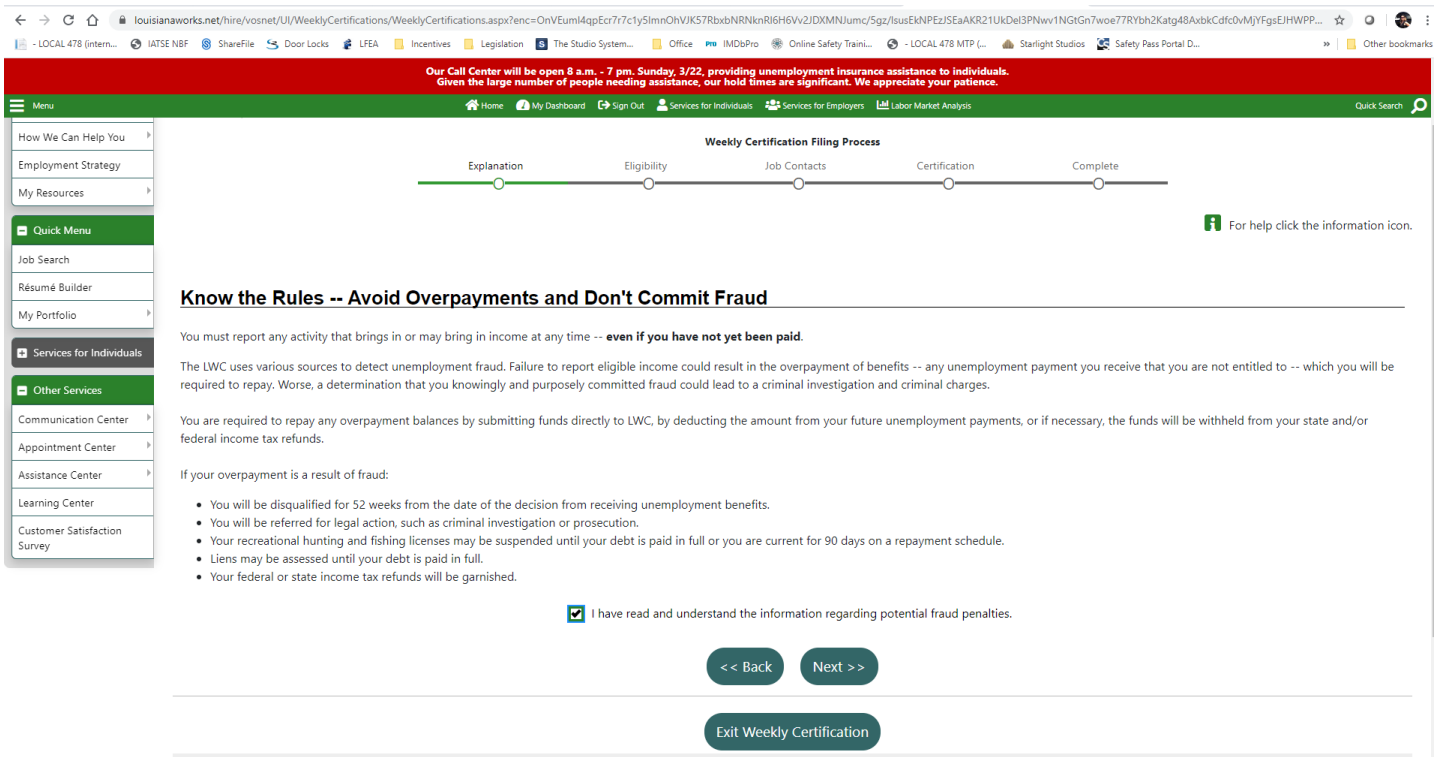 louisianaworks.net/hire/vosnet/UI/WeeklyCertifications/WeeklyCertifications.aspx?enc=
- LOCAL 478 (intern... IATSE NBF ShareFile Door Locks LFEA Incentives Legislation S The Studio System... Office Pro IMDbPro Online Safety Traini... - LOCAL 478 MTP (... Starlight Studios Safety Pass Portal D... » Other bookmarks
Our Call Center will be open 8 a.m. - 7 pm. Sunday, 3/22, providing unemployment insurance assistance to individuals.
Given the large number of people needing assistance, our hold times are significant. We appreciate your patience.
Menu Home My Dashboard Sign Out Services for Individuals Services for Employers Labor Market Analysis Quick Search
How We Can Help You
Employment Strategy
My Resources
Quick Menu
Job Search
Résumé Builder
My Portfolio
Services for Individuals
Other Services
Communication Center
Appointment Center
Assistance Center
Learning Center
Customer Satisfaction
Survey
Weekly Certification Filing Process
Explanation Eligibility Job Contacts Certification Complete
For help click the information icon.
Know the Rules -- Avoid Overpayments and Don't Commit Fraud
You must report any activity that brings in or may bring in income at any time -- even if you have not yet been paid.
The LWC uses various sources to detect unemployment fraud. Failure to report eligible income could result in the overpayment of benefits -- any unemployment payment you receive that you are not entitled to -- which you will be
required to repay. Worse, a determination that you knowingly and purposely committed fraud could lead to a criminal investigation and criminal charges.
You are required to repay any overpayment balances by submitting funds directly to LWC, by deducting the amount from your future unemployment payments, or if necessary, the funds will be withheld from your state and/or
federal income tax refunds.
If your overpayment is a result of fraud:
• You will be disqualified for 52 weeks from the date of the decision from receiving unemployment benefits.
• You will be referred for legal action, such as criminal investigation or prosecution.
• Your recreational hunting and fishing licenses may be suspended until your debt is paid in full or you are current for 90 days on a repayment schedule.
• Liens may be assessed until your debt is paid in full.
• Your federal or state income tax refunds will be garnished.
I have read and understand the information regarding potential fraud penalties.
<< Back Next >>
Exit Weekly Certification